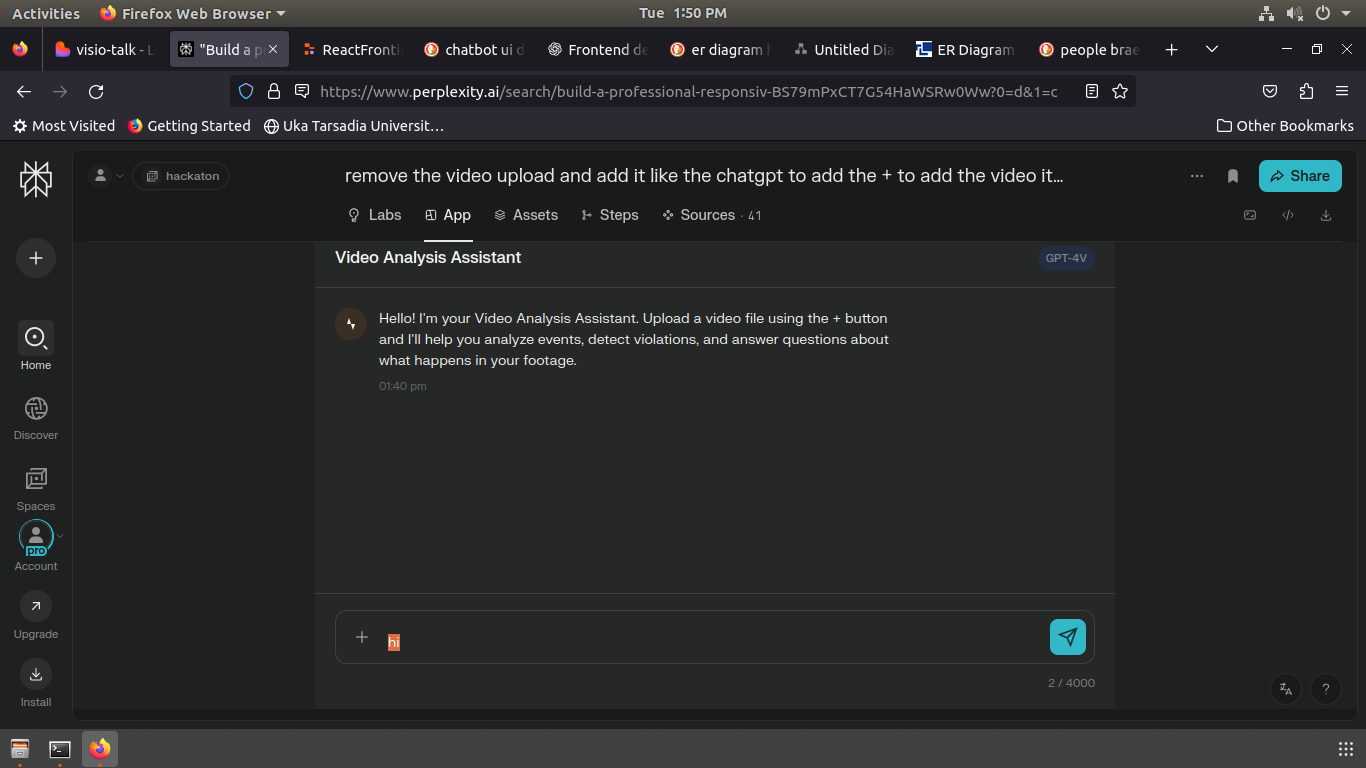 Activities
Firefox Web Browser
Tue 1:50 PM
visio-talk - L
"Build a p
ReactFronti
chatbot ui d
Frontend de
er diagram h
Untitled Dia
ER Diagram
people brae
https://www.perplexity.ai/search/build-a-professional-responsiv-BS79mPxCT7G54HaWSRw0Ww?0=d&1=c
Most Visited
Getting Started
Uka Tarsadia Universit…
Other Bookmarks
hackaton
remove the video upload and add it like the chatgpt to add the + to add the video it…
Share
Labs
App
Assets
Steps
Sources · 41
Video Analysis Assistant
GPT-4V
Hello! I'm your Video Analysis Assistant. Upload a video file using the + button
and I'll help you analyze events, detect violations, and answer questions about
what happens in your footage.
01:40 pm
Home
Discover
Spaces
pro
Account
Upgrade
Install
hi
2 / 4000